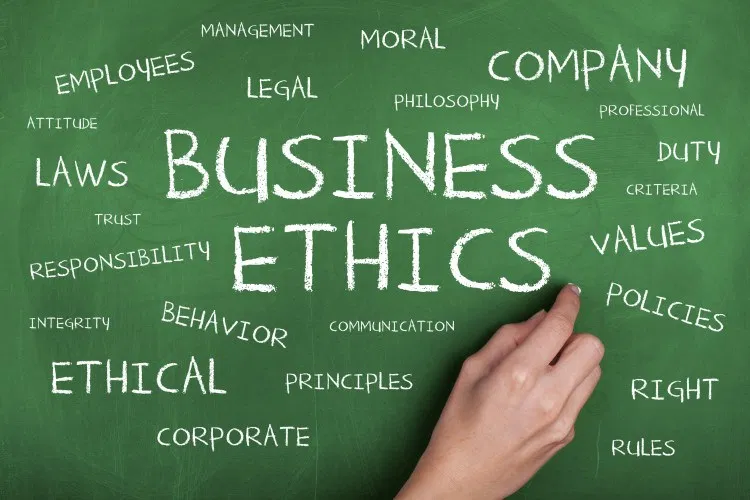 MANAGEMENT
MORAL
COMPANY
EMPLOYEES
LEGAL
PHILOSOPHY
PROFESSIONAL
ATTITUDE
BUSINESS
DUTY
LAWS
CRITERIA
TRUST
ETHICS
VALUES
RESPONSIBILITY
POLICIES
INTEGRITY
BEHAVIOR
COMMUNICATION
ETHICAL
PRINCIPLES
RIGHT
CORPORATE
RULES